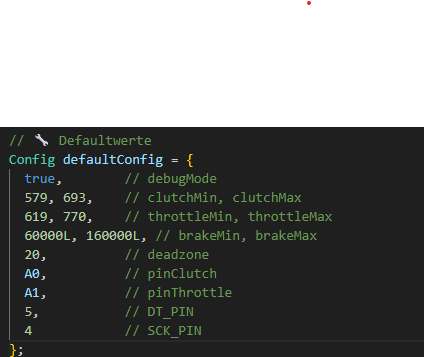 // 🔧 Defaultwerte
Config defaultConfig = {
  true,        // debugMode
  579, 693,    // clutchMin, clutchMax
  619, 770,    // throttleMin, throttleMax
  60000L, 160000L, // brakeMin, brakeMax
  20,          // deadzone
  A0,          // pinClutch
  A1,          // pinThrottle
  5,           // DT_PIN
  4            // SCK_PIN
};